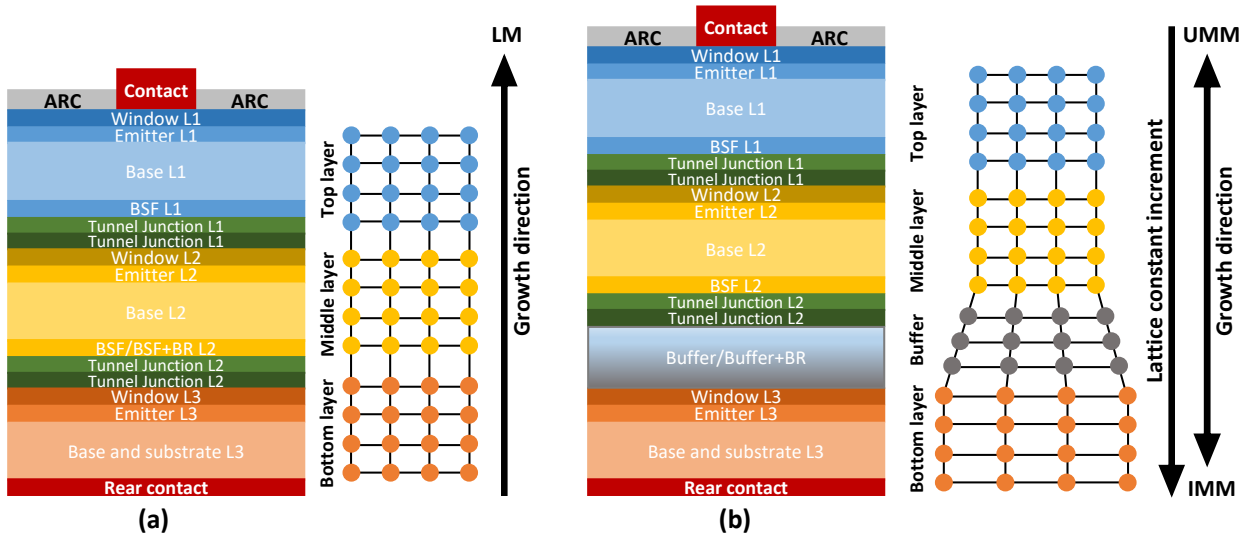 Contact
ARC
ARC
Window L1
Emitter L1
Base L1
BSF L1
Tunnel Junction L1
Tunnel Junction L1
Window L2
Emitter L2
Base L2
BSF/BSF+BR L2
Tunnel Junction L2
Tunnel Junction L2
Window L3
Emitter L3
Base and substrate L3
Rear contact
(a)
Top layer
Middle layer
Bottom layer
LM
Growth direction
Contact
ARC
ARC
Window L1
Emitter L1
Base L1
BSF L1
Tunnel Junction L1
Tunnel Junction L1
Window L2
Emitter L2
Base L2
BSF L2
Tunnel Junction L2
Tunnel Junction L2
Buffer/Buffer+BR
Window L3
Emitter L3
Base and substrate L3
Rear contact
(b)
Top layer
Middle layer
Buffer
Bottom layer
Lattice constant increment
UMM
Growth direction
IMM